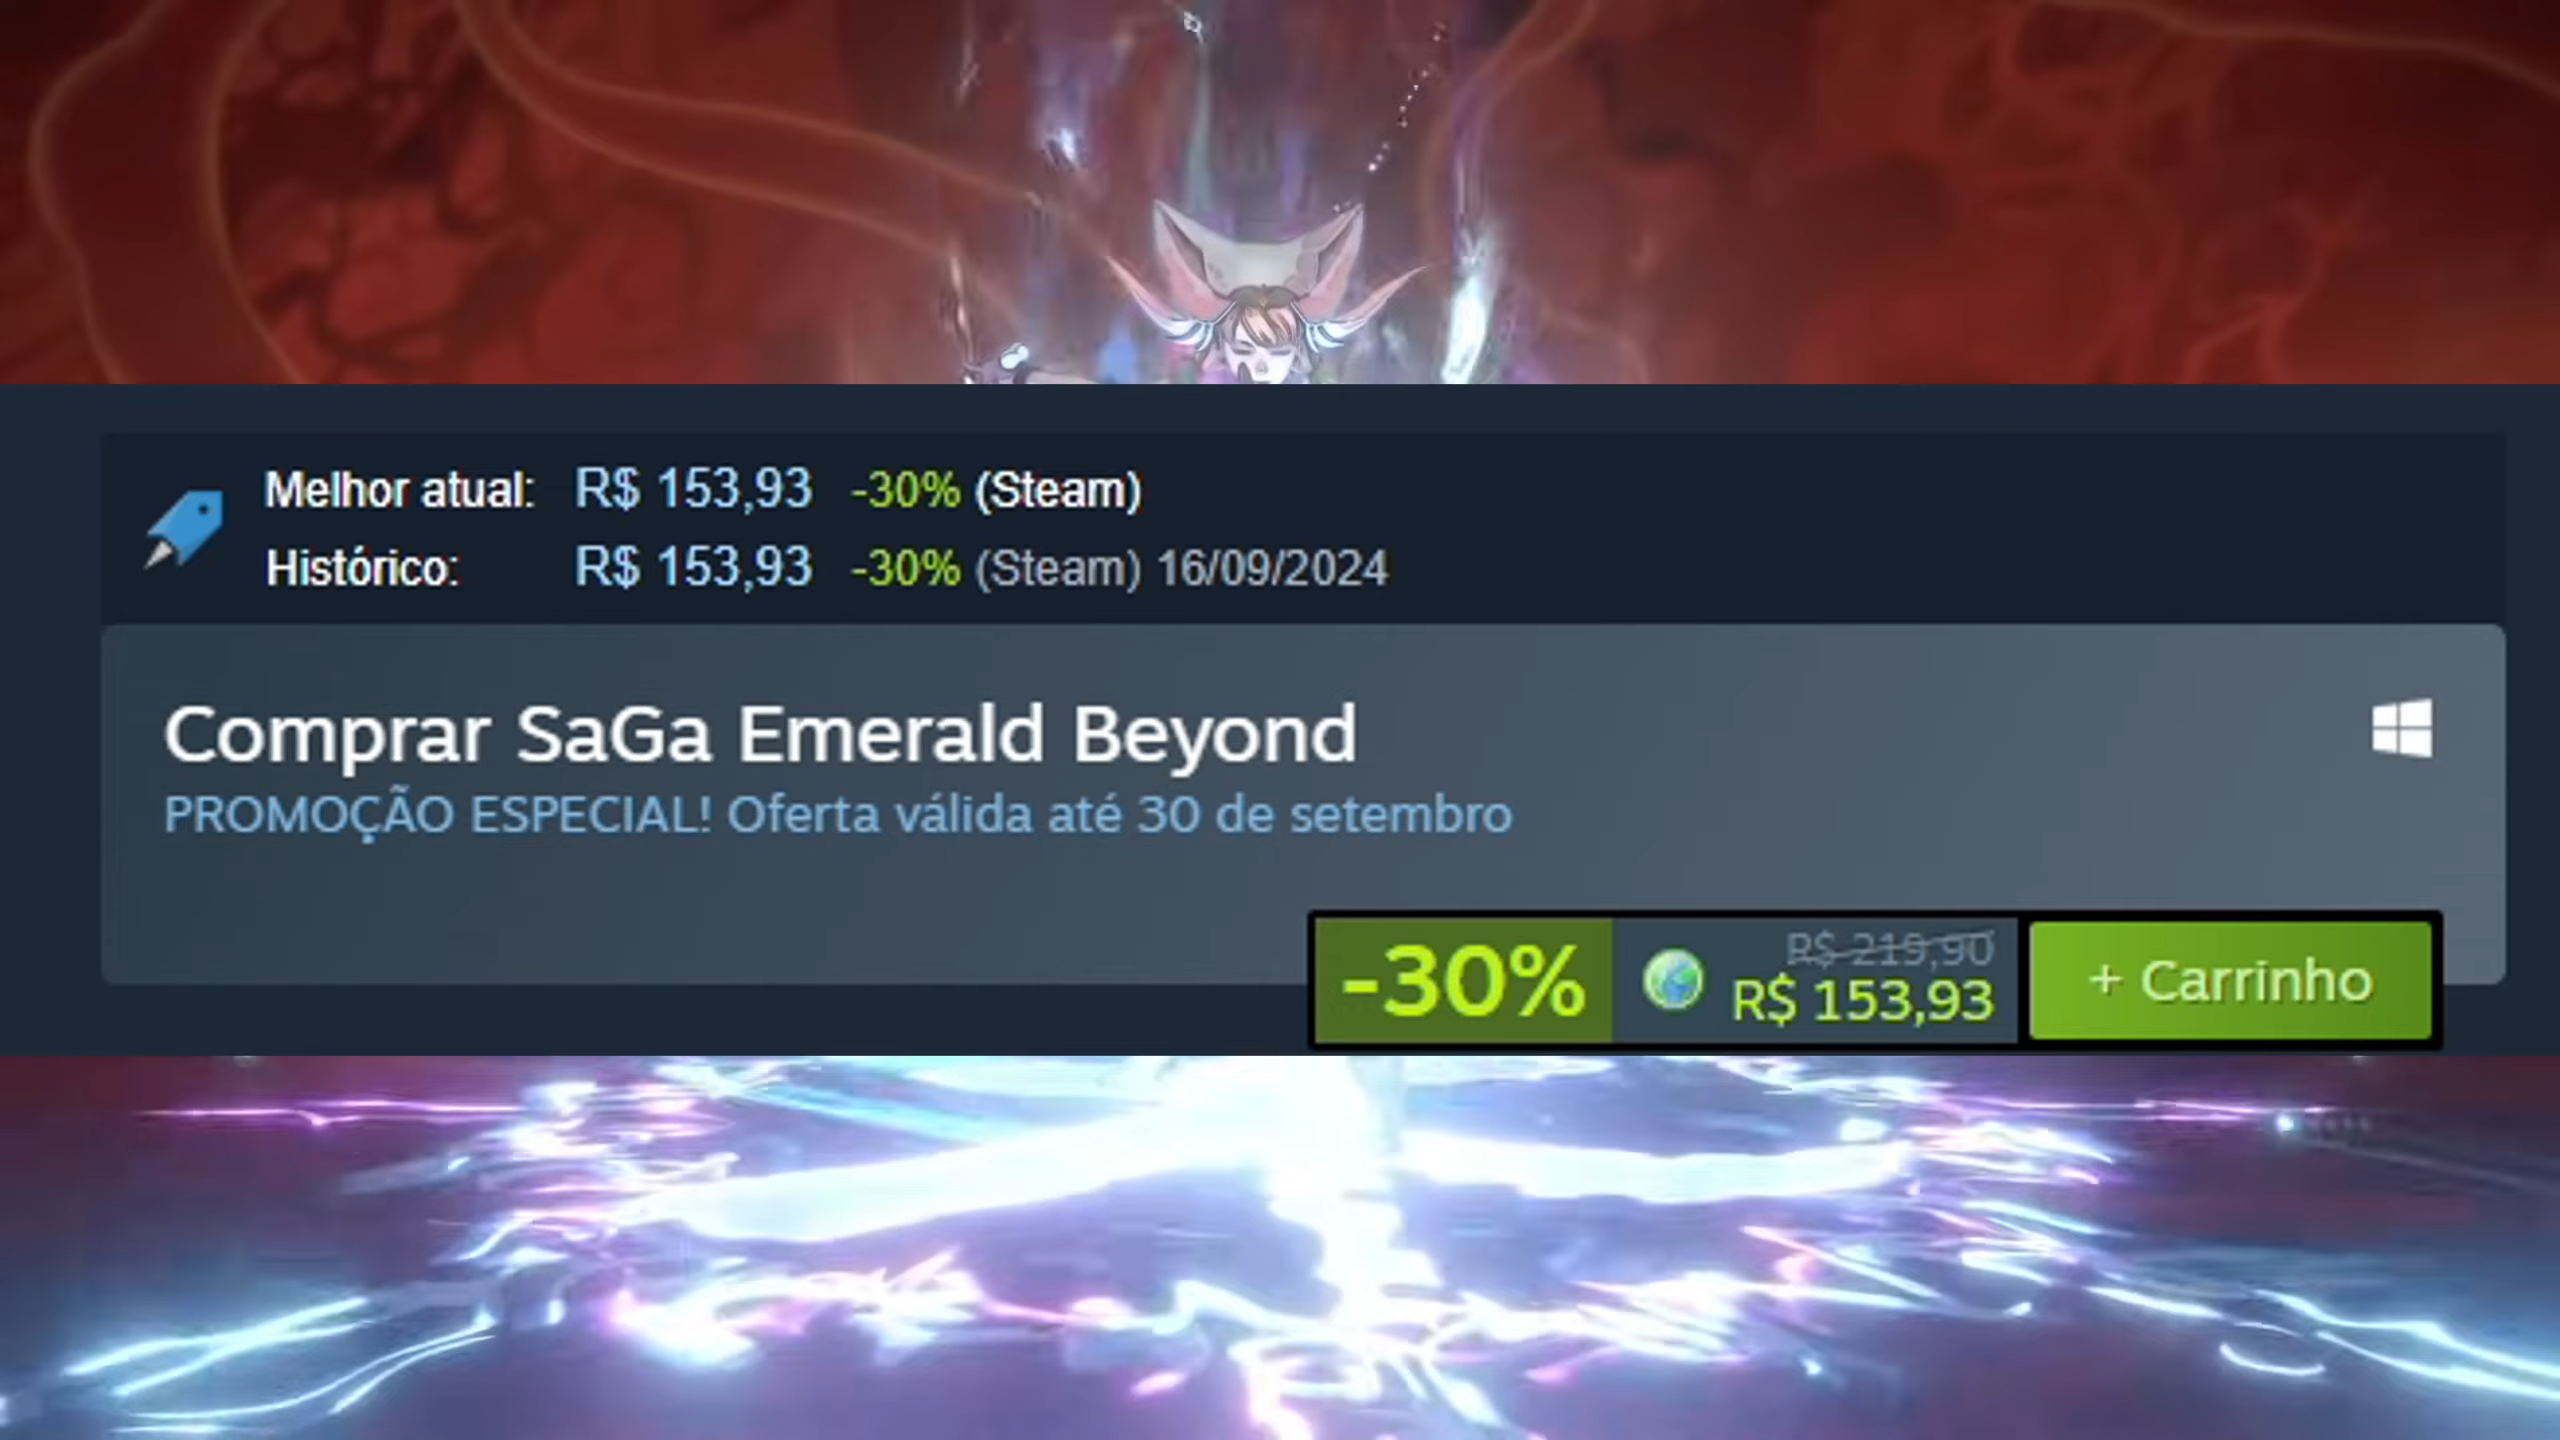 Melhor atual: R$ 153,93 -30% (Steam)
Histórico: R$ 153,93 -30% (Steam) 16/09/2024
Comprar SaGa Emerald Beyond
PROMOÇÃO ESPECIAL! Oferta válida até 30 de setembro
-30%
R$ 219,90
R$ 153,93
+ Carrinho